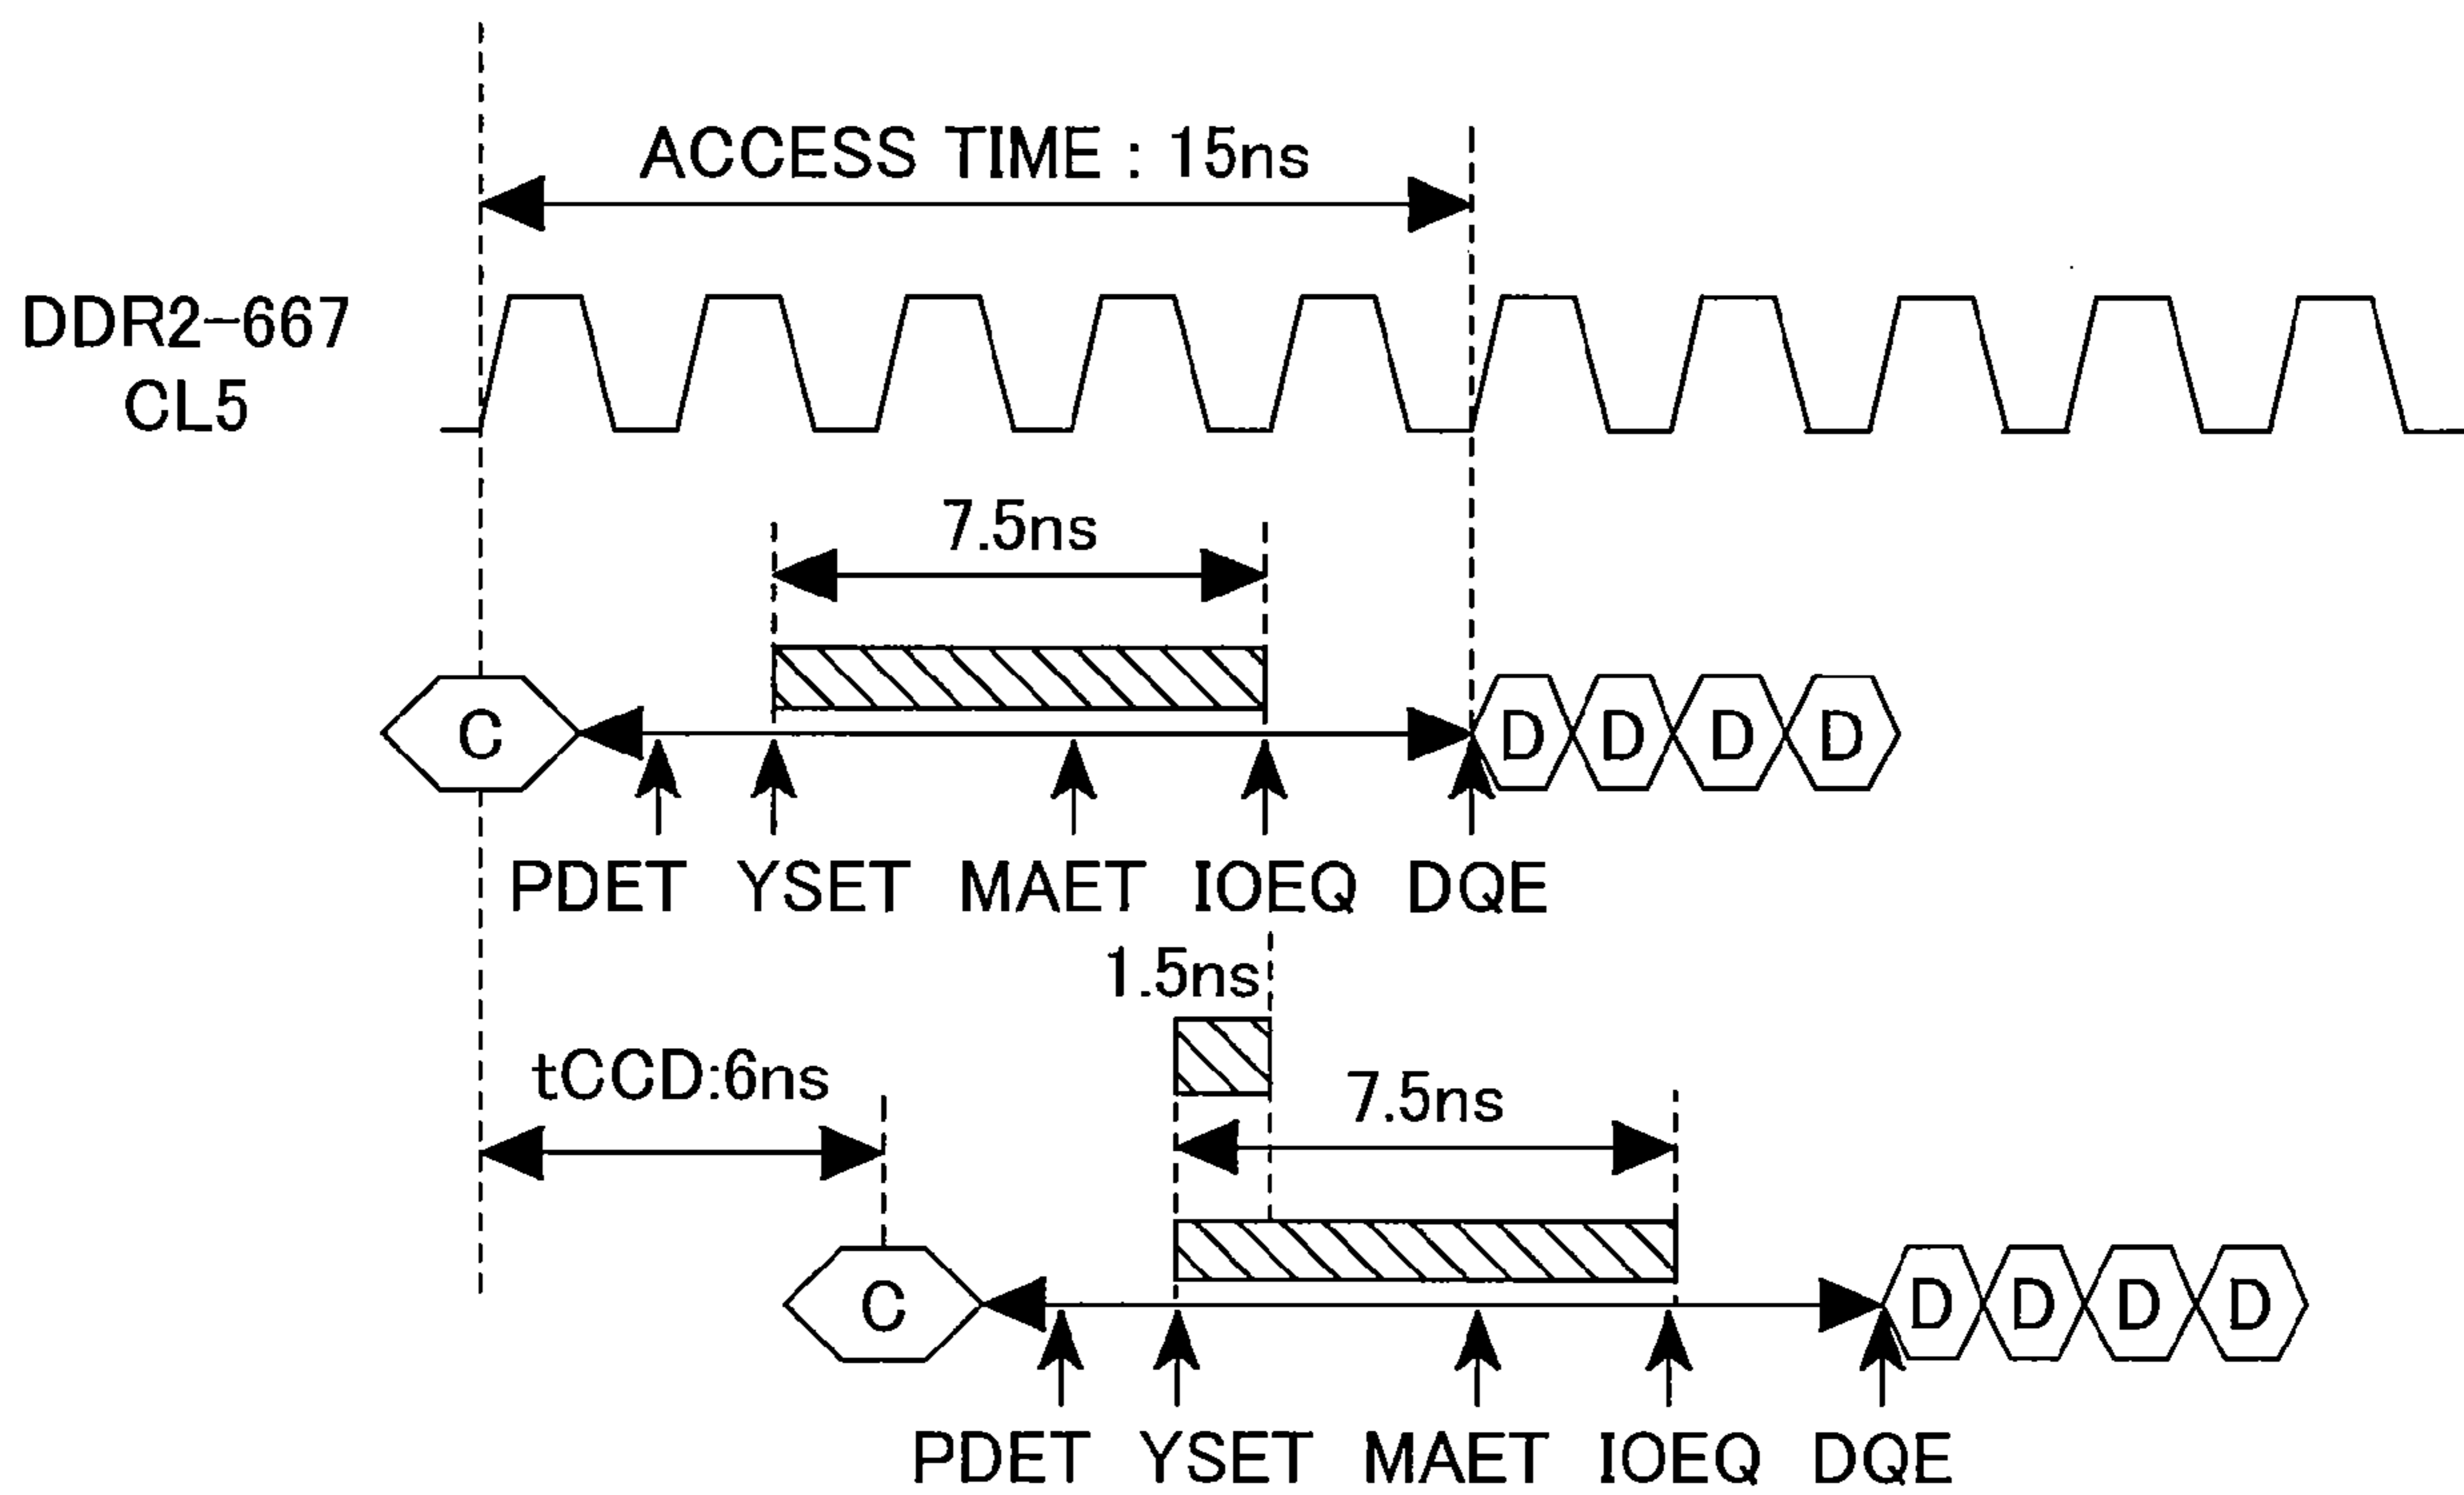 ACCESS TIME : 15ns
DDR2-667
CL5
7.5ns
C
D D D D
PDET YSET MAET IOEQ DQE
1.5ns
tCCD:6ns
7.5ns
C
D D D D
PDET YSET MAET IOEQ DQE